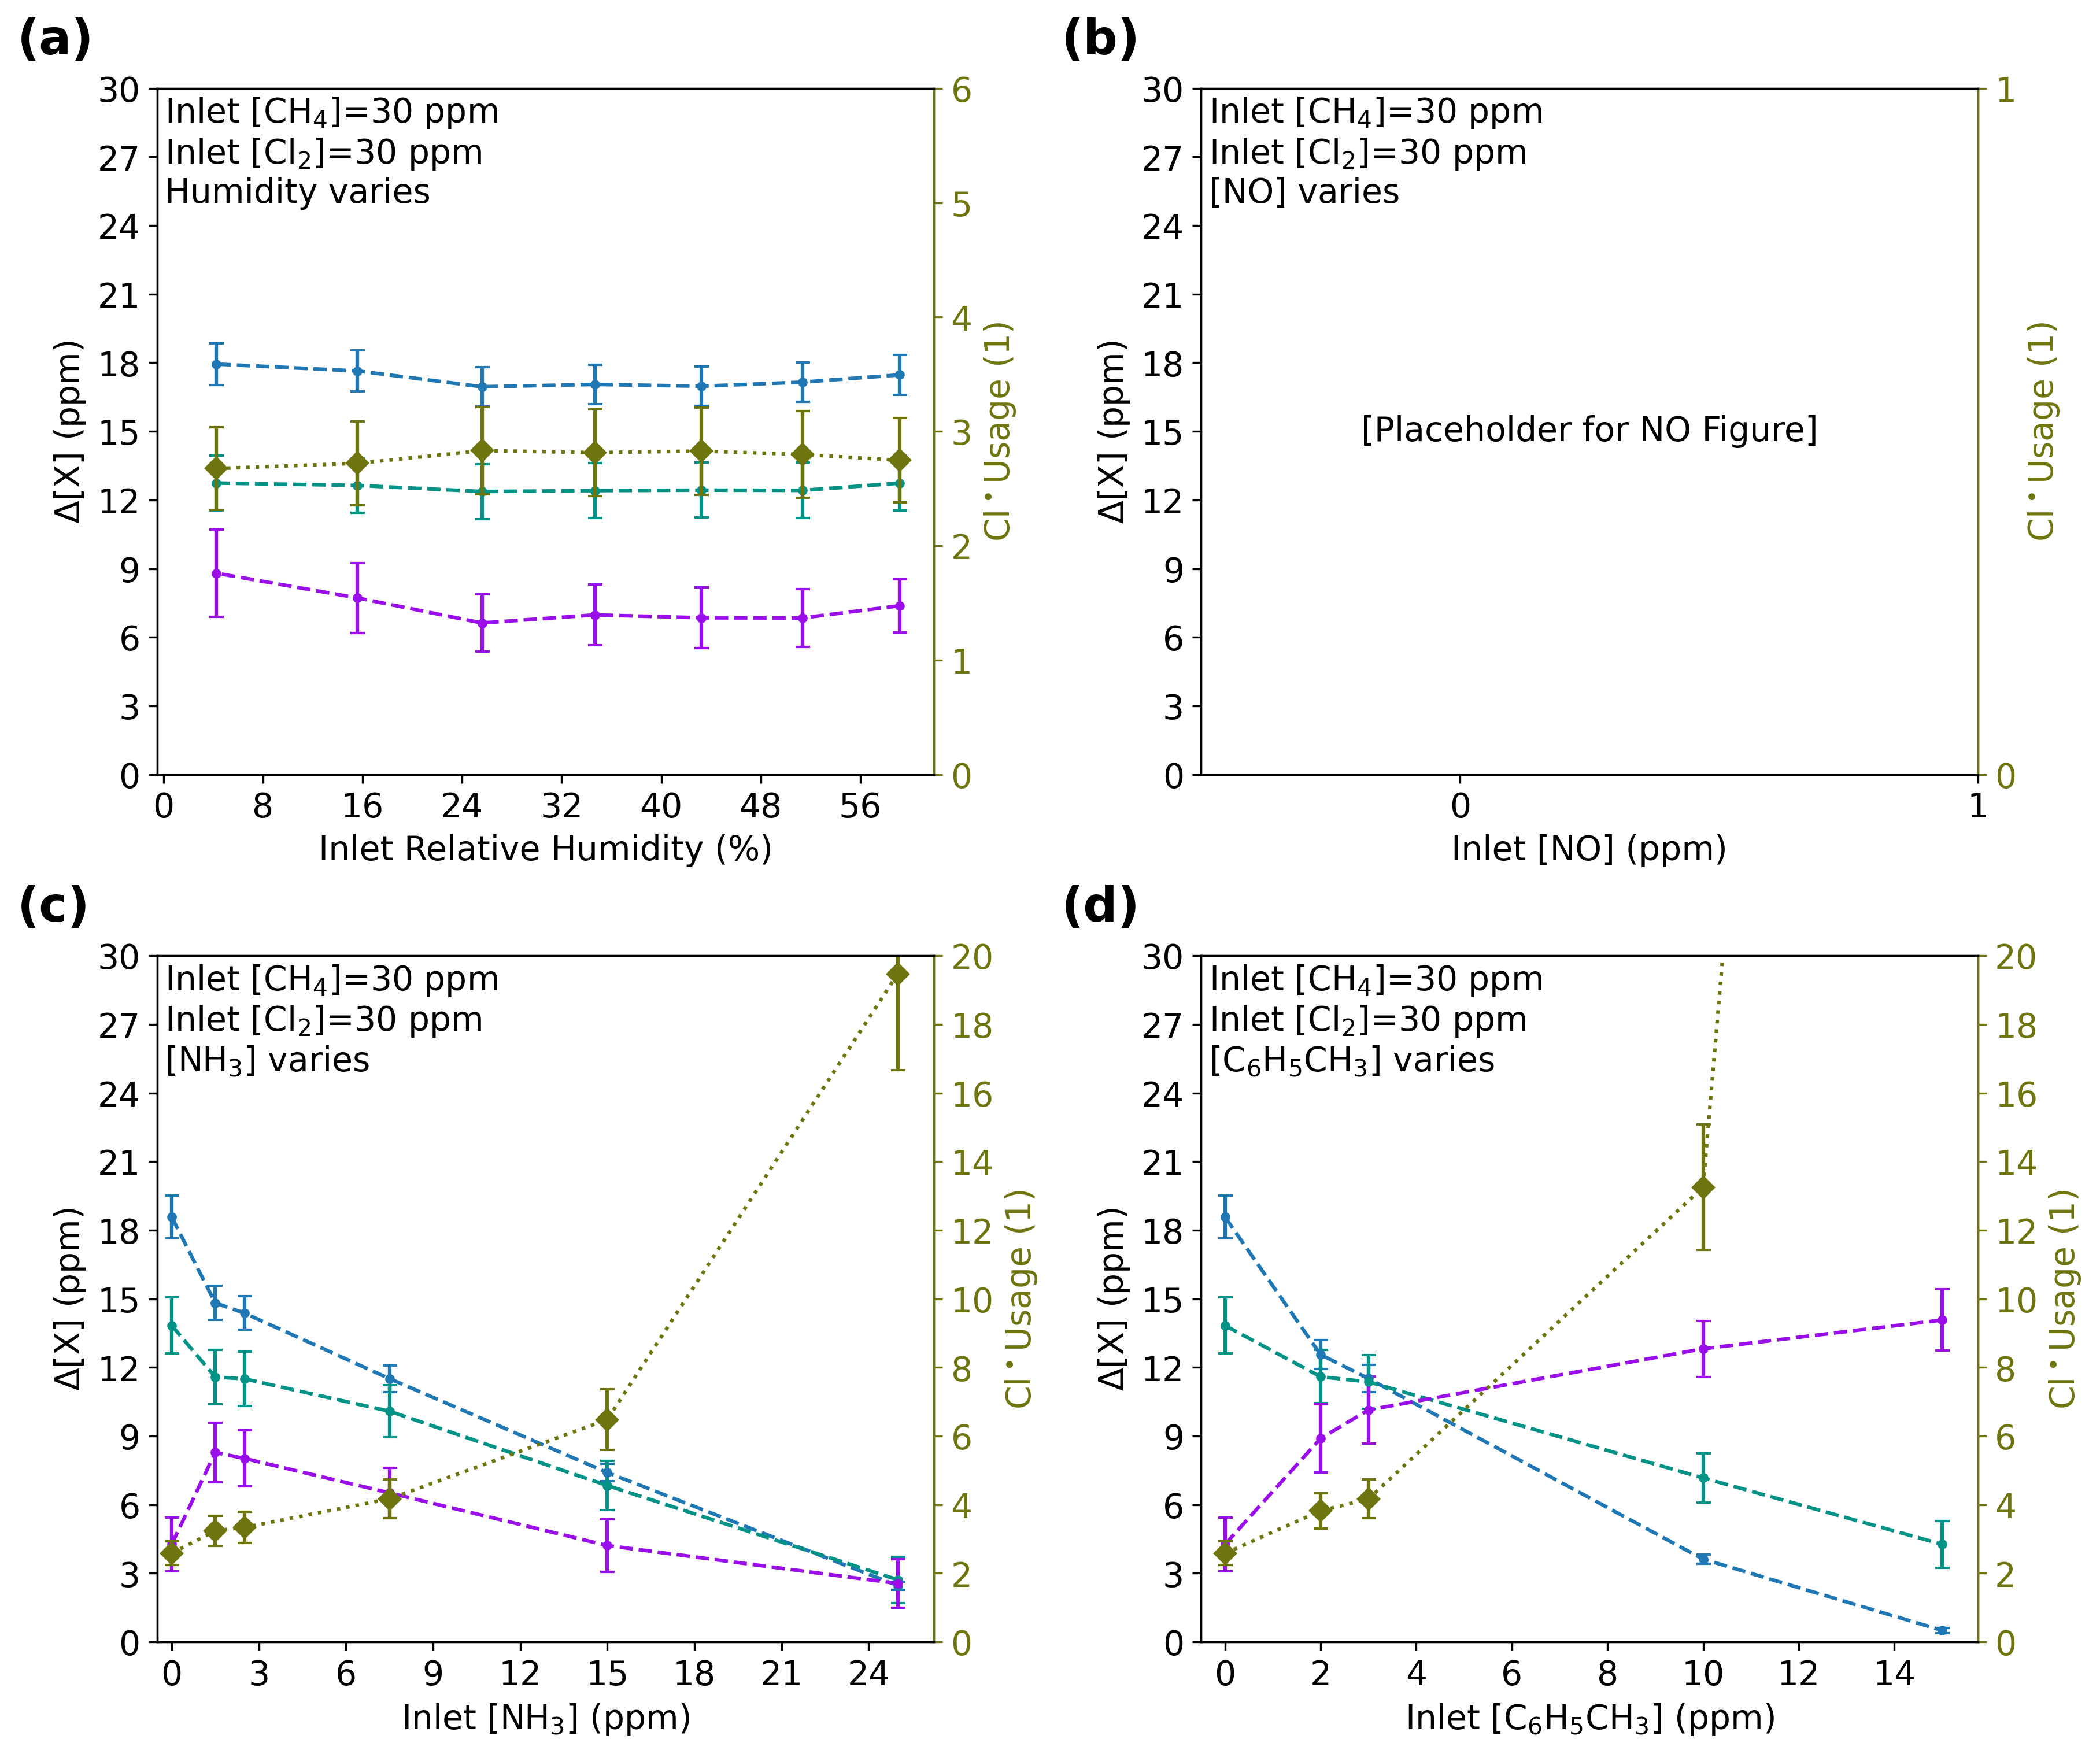 (a)
30
27
24
21
18
15
12
9
6
3
0
Δ[X] (ppm)
Inlet [CH₄]=30 ppm
Inlet [Cl₂]=30 ppm
Humidity varies
6
5
4
3
2
1
0
Cl•Usage (1)
0 8 16 24 32 40 48 56
Inlet Relative Humidity (%)
(b)
30
27
24
21
18
15
12
9
6
3
0
Δ[X] (ppm)
Inlet [CH₄]=30 ppm
Inlet [Cl₂]=30 ppm
[NO] varies
[Placeholder for NO Figure]
1
0
Cl•Usage (1)
0 1
Inlet [NO] (ppm)
(c)
30
27
24
21
18
15
12
9
6
3
0
Δ[X] (ppm)
Inlet [CH₄]=30 ppm
Inlet [Cl₂]=30 ppm
[NH₃] varies
20
18
16
14
12
10
8
6
4
2
0
Cl•Usage (1)
0 3 6 9 12 15 18 21 24
Inlet [NH₃] (ppm)
(d)
30
27
24
21
18
15
12
9
6
3
0
Δ[X] (ppm)
Inlet [CH₄]=30 ppm
Inlet [Cl₂]=30 ppm
[C₆H₅CH₃] varies
20
18
16
14
12
10
8
6
4
2
0
Cl•Usage (1)
0 2 4 6 8 10 12 14
Inlet [C₆H₅CH₃] (ppm)